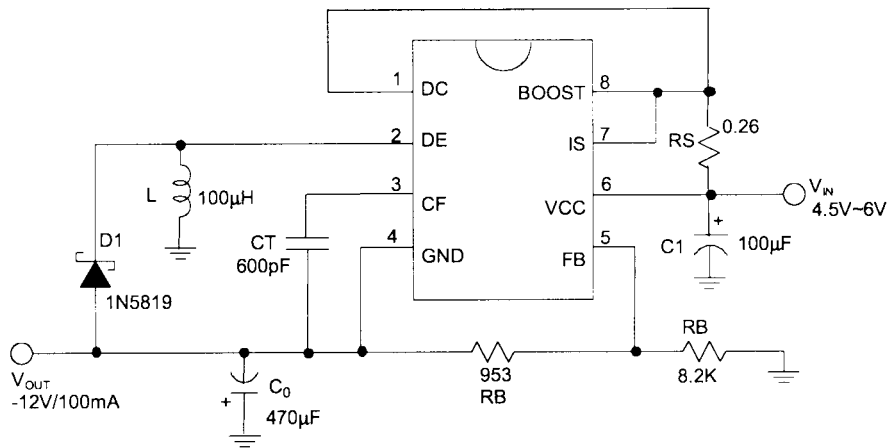 1
DC
BOOST
8
2
DE
IS
7
RS
0.26
L
100μH
3
CF
VCC
6
V_IN
4.5V~6V
D1
CT
600pF
4
GND
FB
5
C1
+
100μF
1N5819
V_OUT
-12V/100mA
+
C_0
470μF
953
RB
RB
8.2K